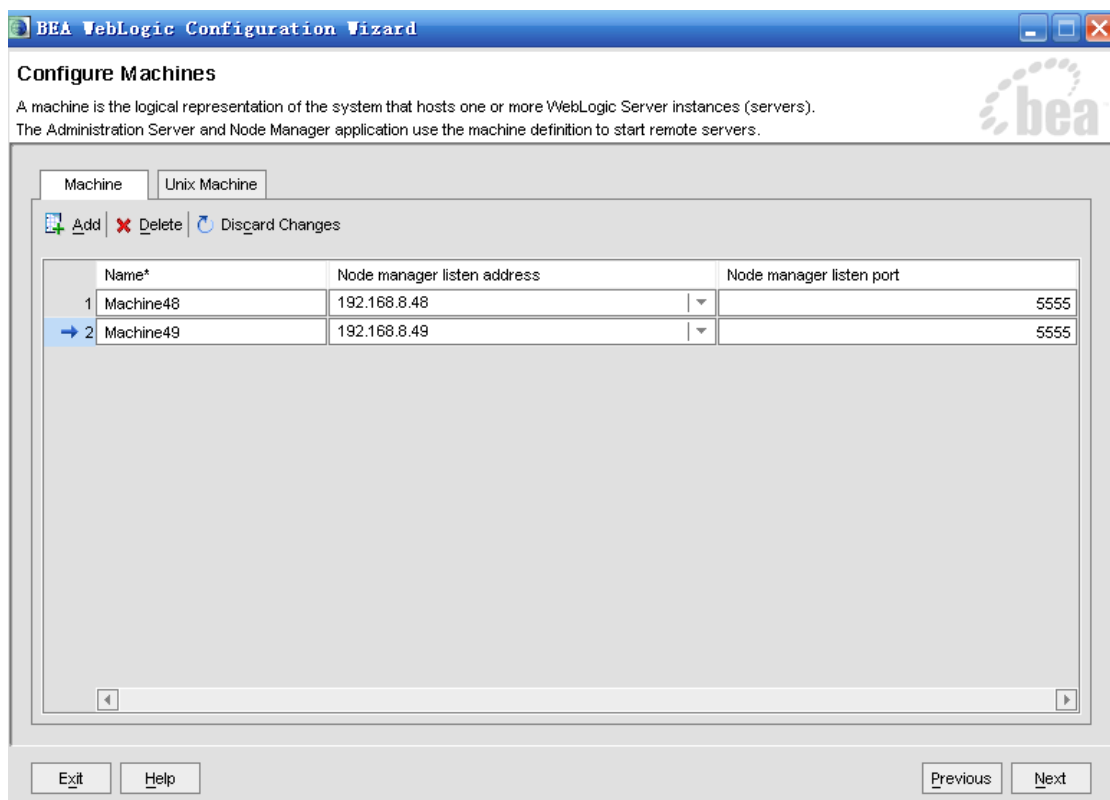 BEA WebLogic Configuration Wizard
Configure Machines
A machine is the logical representation of the system that hosts one or more WebLogic Server instances (servers).
The Administration Server and Node Manager application use the machine definition to start remote servers.
bea
Machine Unix Machine
Add Delete Discard Changes
Name* Node manager listen address Node manager listen port
1 Machine48 192.168.8.48 5555
2 Machine49 192.168.8.49 5555
Exit Help Previous Next